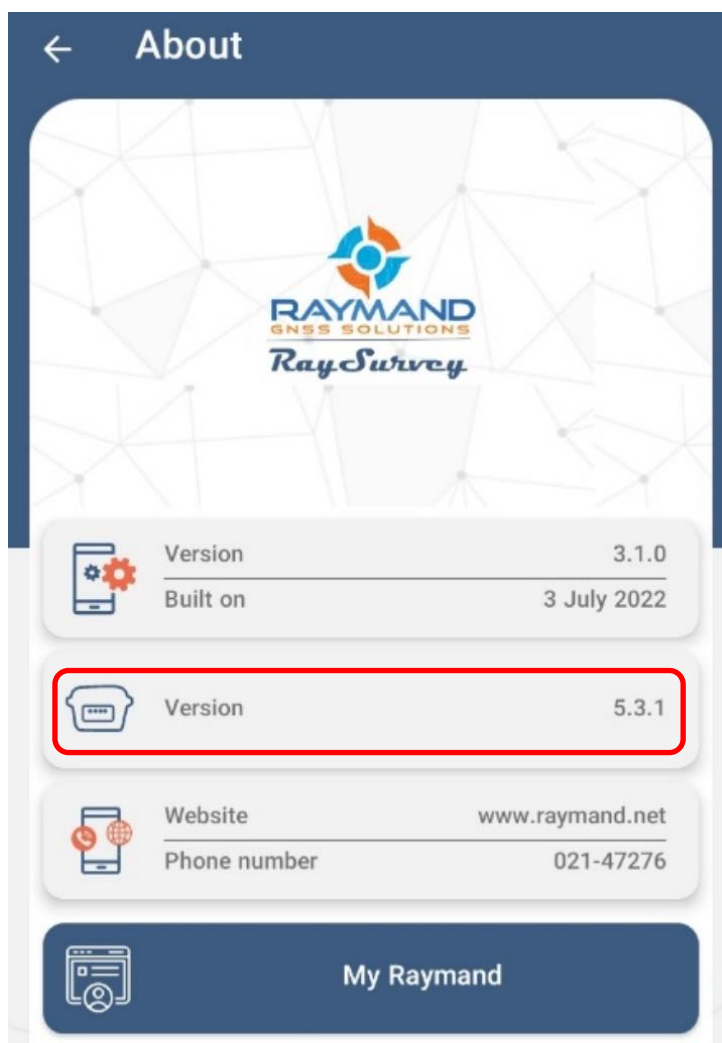 About
RAYMAND
GNSS SOLUTIONS
RaySurvey
Version 3.1.0
Built on 3 July 2022
Version 5.3.1
Website www.raymand.net
Phone number 021-47276
My Raymand